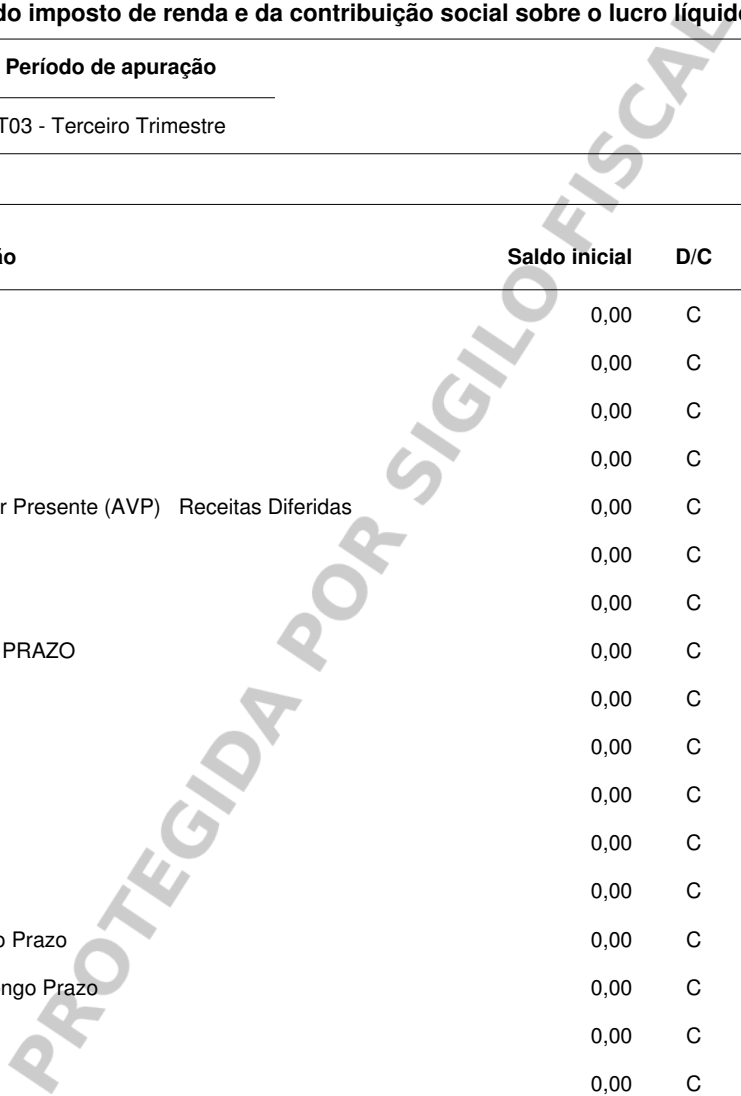 do imposto de renda e da contribuição social sobre o lucro líquido
Período de apuração
T03 - Terceiro Trimestre
ão Saldo inicial D/C
0,00 C
0,00 C
0,00 C
0,00 C
r Presente (AVP) Receitas Diferidas 0,00 C
0,00 C
0,00 C
PRAZO 0,00 C
0,00 C
0,00 C
0,00 C
0,00 C
0,00 C
o Prazo 0,00 C
ngo Prazo 0,00 C
0,00 C
0,00 C
PROTEGIDA POR SIGILO FISCAL